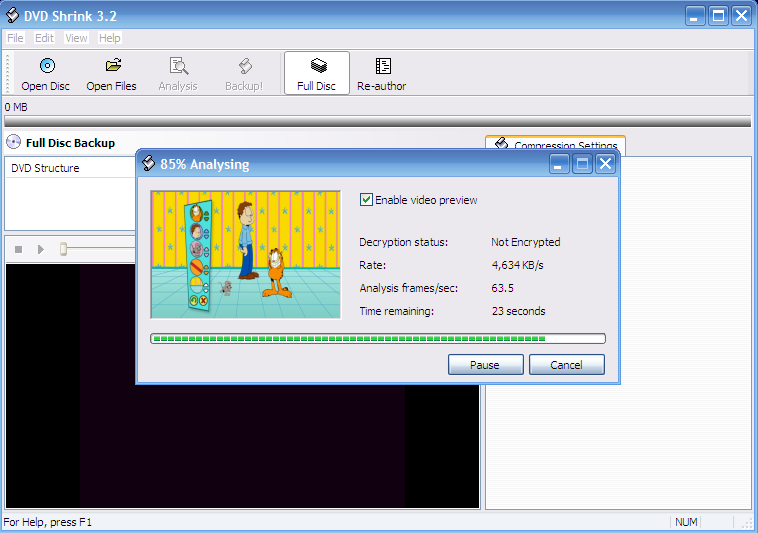 DVD Shrink 3.2
File Edit View Help
Open Disc Open Files Analysis Backup! Full Disc Re-author
0 MB
Full Disc Backup
Compression Settings
DVD Structure
85% Analysing
Enable video preview
Decryption status: Not Encrypted
Rate: 4,634 KB/s
Analysis frames/sec: 63.5
Time remaining: 23 seconds
Pause Cancel
For Help, press F1 NUM